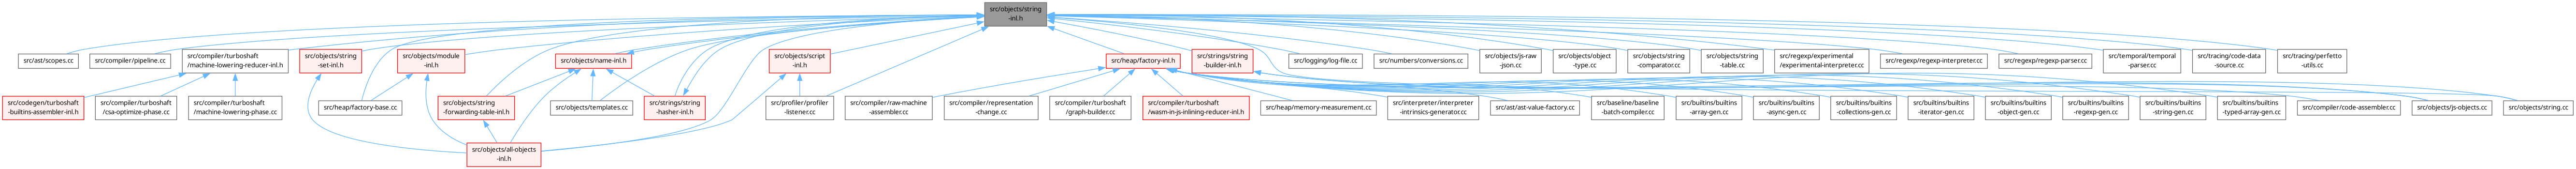 src/objects/string
-inl.h
src/ast/scopes.cc
src/compiler/pipeline.cc
src/compiler/turboshaft
/machine-lowering-reducer-inl.h
src/objects/string
-set-inl.h
src/objects/module
-inl.h
src/objects/name-inl.h
src/objects/script
-inl.h
src/heap/factory-inl.h
src/strings/string
-builder-inl.h
src/logging/log-file.cc
src/numbers/conversions.cc
src/objects/js-raw
-json.cc
src/objects/object
-type.cc
src/objects/string
-comparator.cc
src/objects/string
-table.cc
src/regexp/experimental
/experimental-interpreter.cc
src/regexp/regexp-interpreter.cc
src/regexp/regexp-parser.cc
src/temporal/temporal
-parser.cc
src/tracing/code-data
-source.cc
src/tracing/perfetto
-utils.cc
src/codegen/turboshaft
-builtins-assembler-inl.h
src/compiler/turboshaft
/csa-optimize-phase.cc
src/compiler/turboshaft
/machine-lowering-phase.cc
src/heap/factory-base.cc
src/objects/string
-forwarding-table-inl.h
src/objects/templates.cc
src/strings/string
-hasher-inl.h
src/profiler/profiler
-listener.cc
src/compiler/raw-machine
-assembler.cc
src/compiler/representation
-change.cc
src/compiler/turboshaft
/graph-builder.cc
src/compiler/turboshaft
/wasm-in-js-inlining-reducer-inl.h
src/heap/memory-measurement.cc
src/interpreter/interpreter
-intrinsics-generator.cc
src/ast/ast-value-factory.cc
src/baseline/baseline
-batch-compiler.cc
src/builtins/builtins
-array-gen.cc
src/builtins/builtins
-async-gen.cc
src/builtins/builtins
-collections-gen.cc
src/builtins/builtins
-iterator-gen.cc
src/builtins/builtins
-object-gen.cc
src/builtins/builtins
-regexp-gen.cc
src/builtins/builtins
-string-gen.cc
src/builtins/builtins
-typed-array-gen.cc
src/compiler/code-assembler.cc
src/objects/js-objects.cc
src/objects/string.cc
src/objects/all-objects
-inl.h